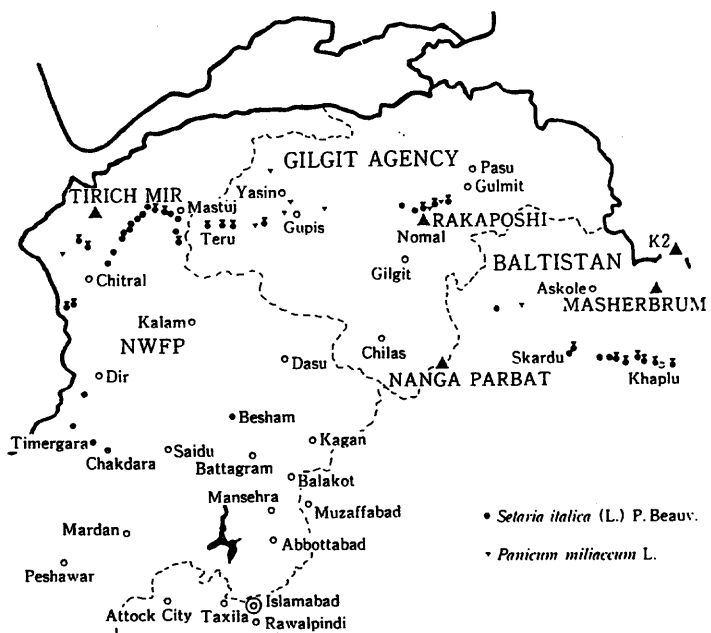 GILGIT AGENCY
Pasu
Gulmit
TIRICH MIR
Yasin
Mastuj
RAKAPOSHI
Teru
Gupis
Nomal
K2
BALTISTAN
Gilgit
Chitral
Askole
MASHERBRUM
Kalam
NWFP
Chilas
Skardu
Dasu
Khaplu
Dir
NANGA PARBAT
Besham
Timergara
Kagan
Chakdara
Saidu
Battagram
Balakot
Mansehra
Muzaffabad
• Setaria italica (L.) P. Beauv.
Mardan
Abbottabad
▾ Panicum miliaccum L.
Peshawar
Islamabad
Attock City
Taxila
Rawalpindi